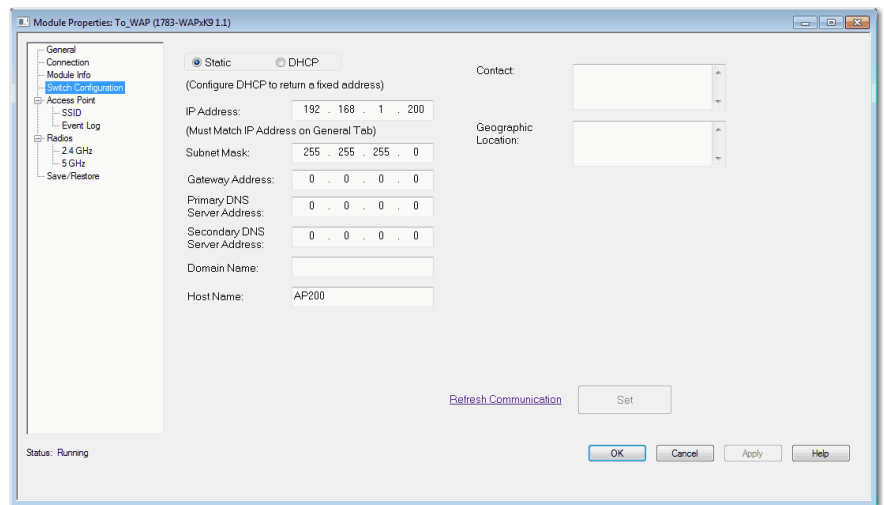 Module Properties: To_WAP (1783-WAPxK9 1.1)
General
Connection
Module Info
Switch Configuration
Access Point
SSID
Event Log
Radios
2.4 GHz
5 GHz
Save/Restore
Static DHCP
(Configure DHCP to return a fixed address)
IP Address: 192 . 168 . 1 . 200
(Must Match IP Address on General Tab)
Subnet Mask: 255 . 255 . 255 . 0
Gateway Address: 0 . 0 . 0 . 0
Primary DNS
Server Address: 0 . 0 . 0 . 0
Secondary DNS
Server Address: 0 . 0 . 0 . 0
Domain Name:
Host Name: AP200
Contact:
Geographic
Location:
Refresh Communication Set
Status: Running
OK Cancel Apply Help